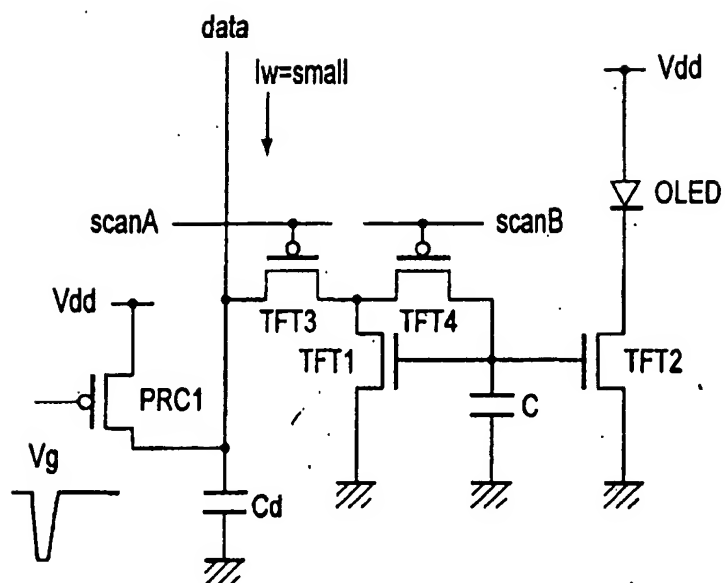 data
Iw=small
Vdd
OLED
scanA
scanB
Vdd
TFT3
TFT4
TFT1
TFT2
PRC1
C
Vg
Cd